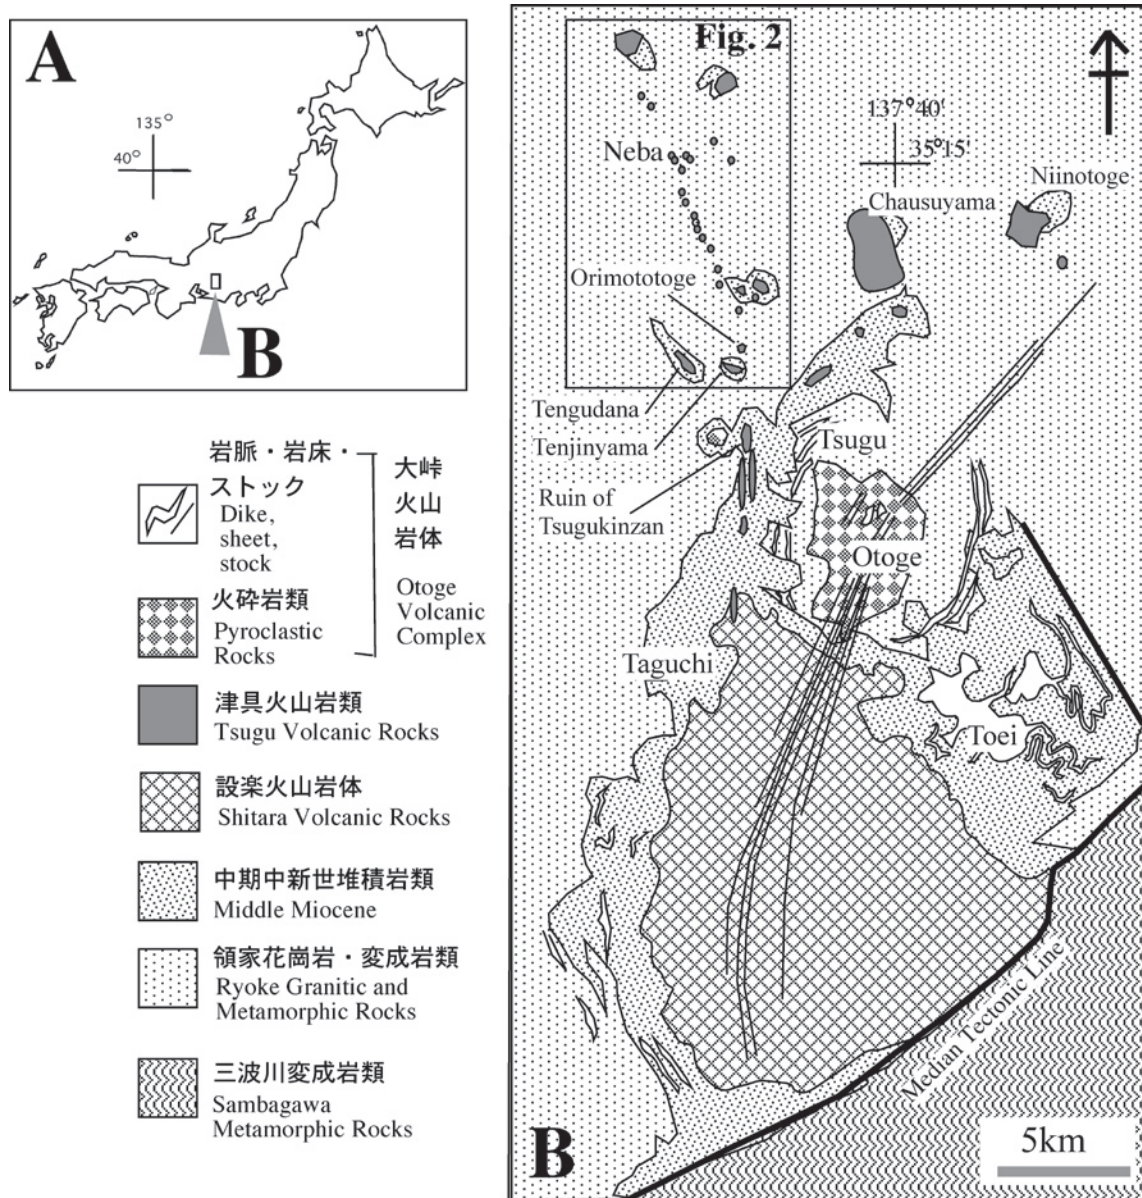 A
135°
40°
B
岩脈・岩床・
ストック
Dike,
sheet,
stock
火砕岩類
Pyroclastic
Rocks
大峠
火山
岩体
Otoge
Volcanic
Complex
津具火山岩類
Tsugu Volcanic Rocks
設楽火山岩体
Shitara Volcanic Rocks
中期中新世堆積岩類
Middle Miocene
領家花崗岩・変成岩類
Ryoke Granitic and
Metamorphic Rocks
三波川変成岩類
Sambagawa
Metamorphic Rocks
Fig. 2
137°40'
35°15'
Neba
Niinotoge
Chausuyama
Orimototoge
Tengudana
Tenjinyama
Tsugu
Ruin of
Tsugukinzan
Otoge
Taguchi
Toei
Median Tectonic Line
B
5km